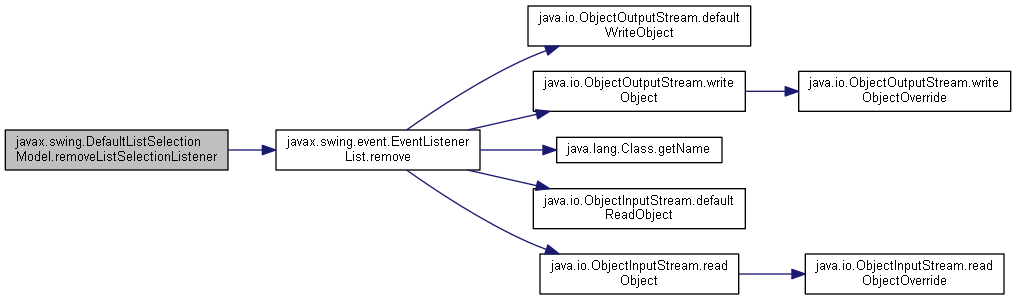 javax.swing.DefaultListSelection
Model.removeListSelectionListener
javax.swing.event.EventListener
List.remove
java.io.ObjectOutputStream.default
WriteObject
java.io.ObjectOutputStream.write
Object
java.io.ObjectOutputStream.write
ObjectOverride
java.lang.Class.getName
java.io.ObjectInputStream.default
ReadObject
java.io.ObjectInputStream.read
Object
java.io.ObjectInputStream.read
ObjectOverride